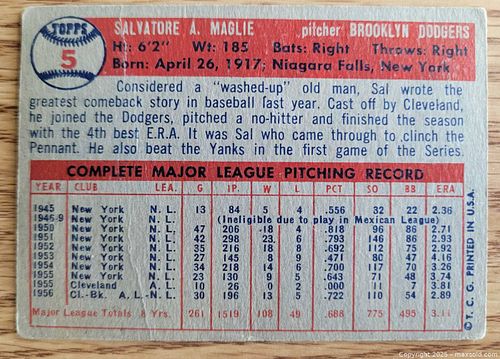 TOPPS
5
SALVATORE A. MAGLIE pitcher BROOKLYN DODGERS
Ht: 6'2" Wt: 185 Bats: Right Throws: Right
Born: April 26, 1917; Niagara Falls, New York
Considered a "washed-up" old man, Sal wrote the
greatest comeback story in baseball last year. Cast off by Cleveland,
he joined the Dodgers, pitched a no-hitter and finished the season
with the 4th best E.R.A. It was Sal who came through to clinch the
Pennant. He also beat the Yanks in the first game of the Series.
COMPLETE MAJOR LEAGUE PITCHING RECORD
YEAR CLUB LEA. G IP. W L PCT SO BB ERA
1945 New York N. L. 13 84 5 4 .556 32 22 2.36
1946-9 New York N. L. (Ineligible due to play in Mexican League)
1950 New York N. L. 47 206 18 4 .818 96 86 2.71
1951 New York N. L. 42 298 23 6 .793 146 86 2.93
1952 New York N. L. 35 216 18 8 .692 112 75 2.92
1953 New York N. L. 27 145 8 9 .471 80 47 4.16
1954 New York N. L. 34 218 14 6 .700 117 70 3.26
1955 New York N. L. 23 130 9 5 .643 71 48 3.74
1955 Cleveland A. L. 10 26 0 2 .000 11 7 3.81
1956 Cl.-Bk. A. L.-N. L. 30 196 13 5 .722 110 54 2.89
Major League Totals 8 Yrs. 261 1519 108 49 .688 775 495 3.11
© T. C. G. PRINTED IN U.S.A.
Copyright 2025 - maxsold.com